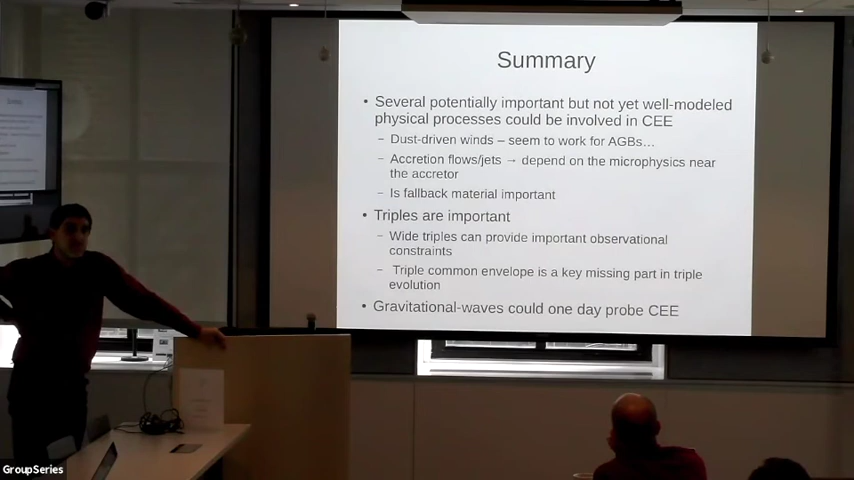 Summary
• Several potentially important but not yet well-modeled
physical processes could be involved in CEE
– Dust-driven winds – seem to work for AGBs…
– Accretion flows/jets → depend on the microphysics near
the accretor
– Is fallback material important
• Triples are important
– Wide triples can provide important observational
constraints
– Triple common envelope is a key missing part in triple
evolution
• Gravitational-waves could one day probe CEE
GroupSeries